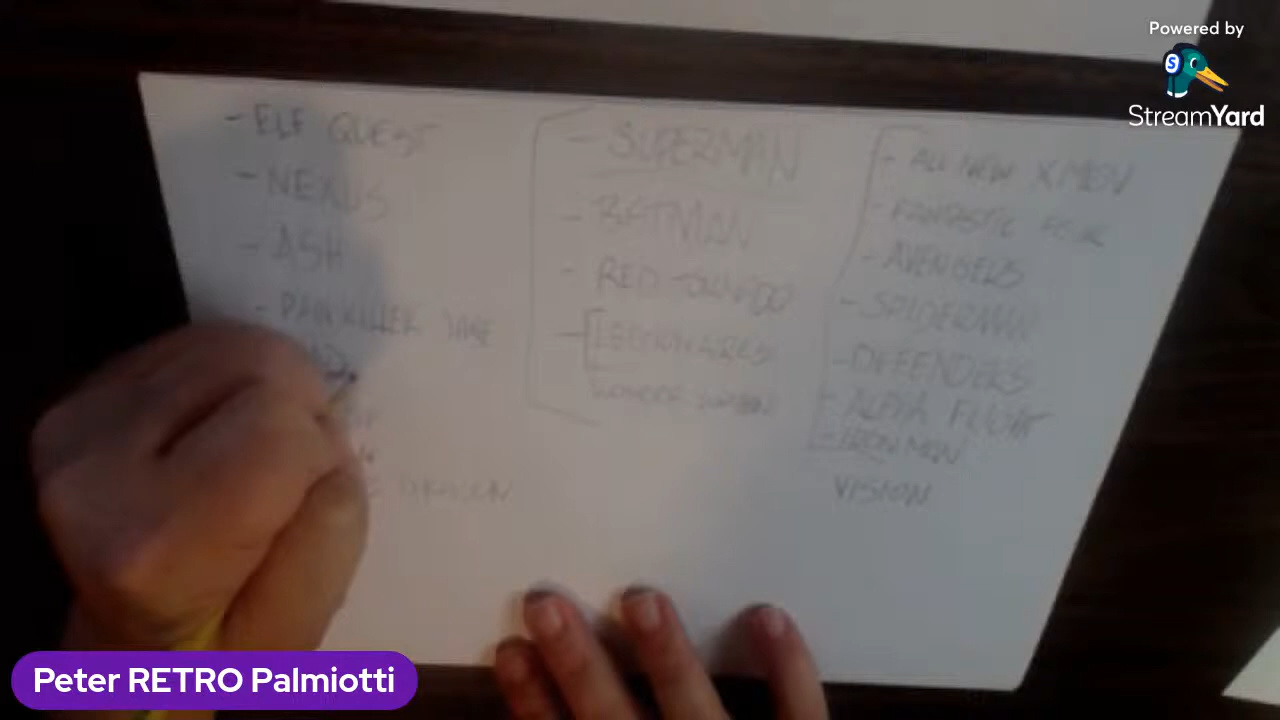 Powered by
StreamYard
- ELF QUEST
- NEXUS
- ASH
- PAINKILLER JANE
DRAGON
- SUPERMAN
- BATMAN
- RED TORNADO
- LEGIONNAIRES
WONDER WOMAN
- ALL NEW X MEN
- FANTASTIC FOUR
- AVENGERS
- SPIDERMAN
- DEFENDERS
- ALPHA FLIGHT
- IRON MAN
VISION
Peter RETRO Palmiotti